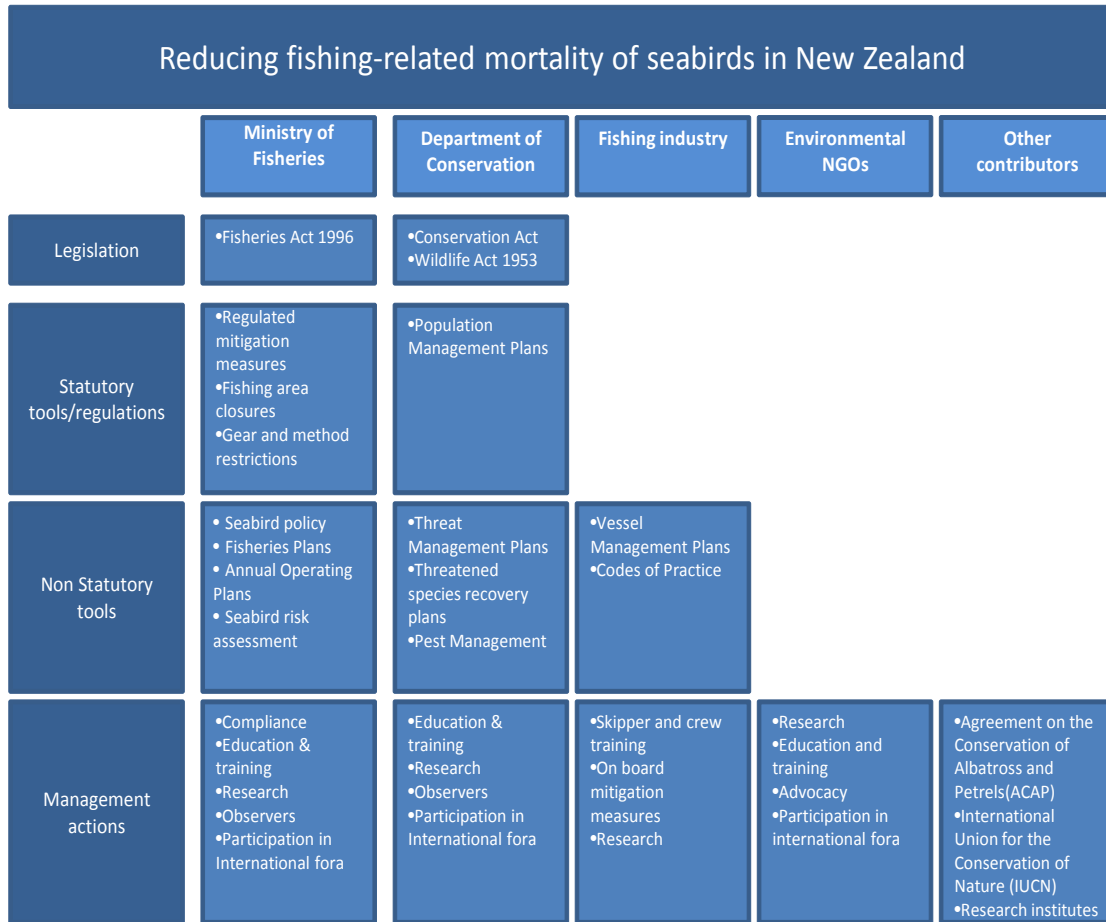 Reducing fishing-related mortality of seabirds in New Zealand
Ministry of
Fisheries
Department of
Conservation
Fishing industry
Environmental
NGOs
Other
contributors
Legislation
•Fisheries Act 1996
•Conservation Act
•Wildlife Act 1953
Statutory
tools/regulations
•Regulated
mitigation
measures
•Fishing area
closures
•Gear and method
restrictions
•Population
Management Plans
Non Statutory
tools
• Seabird policy
• Fisheries Plans
• Annual Operating
Plans
• Seabird risk
assessment
•Threat
Management Plans
•Threatened
species recovery
plans
•Pest Management
•Vessel
Management Plans
•Codes of Practice
Management
actions
•Compliance
•Education &
training
•Research
•Observers
•Participation in
International fora
•Education &
training
•Research
•Observers
•Participation in
International fora
•Skipper and crew
training
•On board
mitigation
measures
•Research
•Research
•Education and
training
•Advocacy
•Participation in
international fora
•Agreement on the
Conservation of
Albatross and
Petrels(ACAP)
•International
Union for the
Conservation of
Nature (IUCN)
•Research institutes